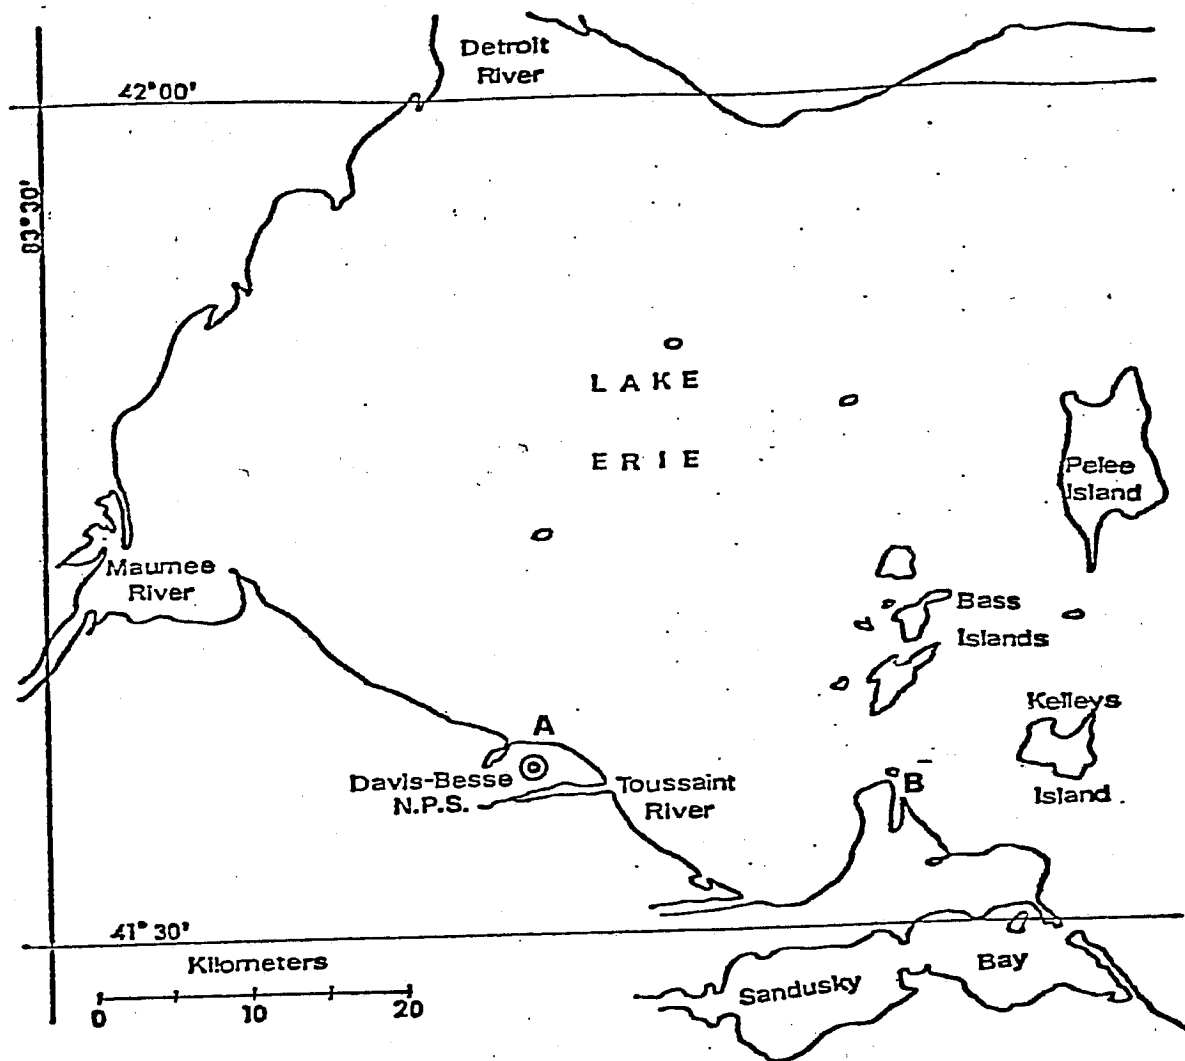 Detroit
River
42°00'
83°30'
LAKE
ERIE
Pelee
Island
Maumee
River
Bass
Islands
Kelleys
Island
A
Davis-Besse
N.P.S.
Toussaint
River
B
41°30'
Kilometers
0 10 20
Sandusky
Bay